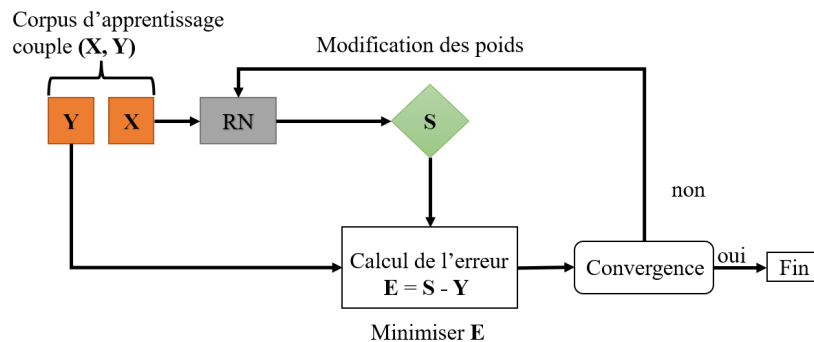 Corpus d’apprentissage
couple (X, Y)
Modification des poids
Y
X
RN
S
non
Calcul de l’erreur
E = S - Y
Convergence
oui
Fin
Minimiser E